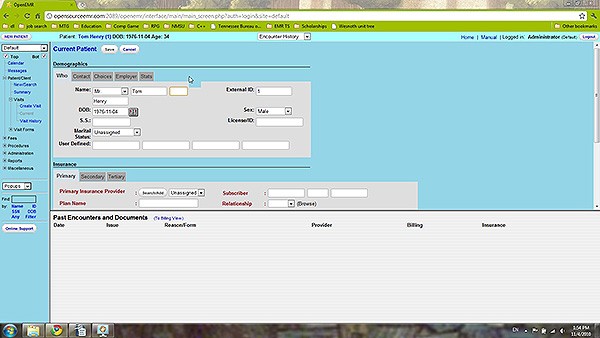 OpenEMR
opensourceemr.com:2089/openemr/interface/main/main_screen.php?auth=login&site=default
db search MTG Education Comp Game RPG NMSU C++ Tennessee Bureau o... EMR TS Scholarships Wesnoth unit tree Other bookmarks
NEW PATIENT Patient: Tom Henry (1) DOB: 1976-11-04 Age: 34 Encounter History Home | Manual | Logged in: Administrator (Default) Logout
Default
Top Bot
Calendar
Messages
Patient/Client
New/Search
Summary
Visits
Create Visit
Current
Visit History
Visit Forms
Fees
Procedures
Administration
Reports
Miscellaneous
Popups
Find:
by: Name ID
SSN DOB
Any Filter
Online Support
Current Patient Save Cancel
Demographics
Who Contact Choices Employer Stats
Name: Mr. Tom External ID: 1
Henry
DOB: 1976-11-04 Sex: Male
S.S.: License/ID:
Marital Status: Unassigned
User Defined:
Insurance
Primary Secondary Tertiary
Primary Insurance Provider : Search/Add Unassigned Subscriber :
Plan Name : Relationship : (Browse)
Past Encounters and Documents (To Billing View)
Date Issue Reason/Form Provider Billing Insurance
EN
1:54 PM